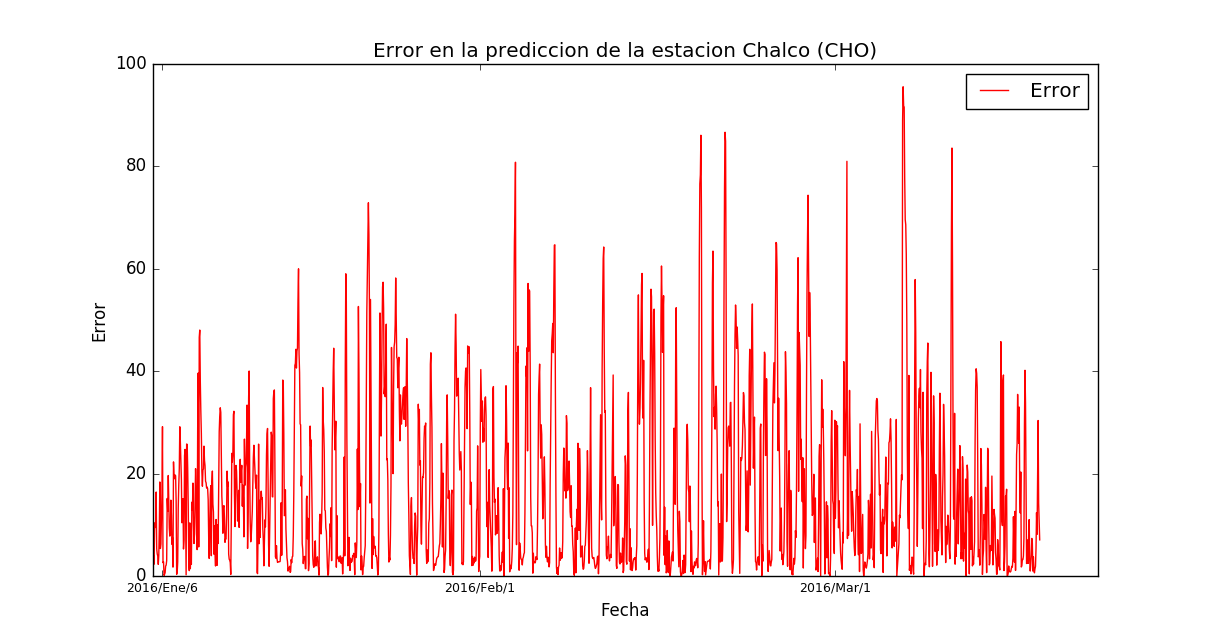 Error en la prediccion de la estacion Chalco (CHO)
100
80
60
40
20
0
Error
Error
2016/Ene/6
2016/Feb/1
2016/Mar/1
Fecha